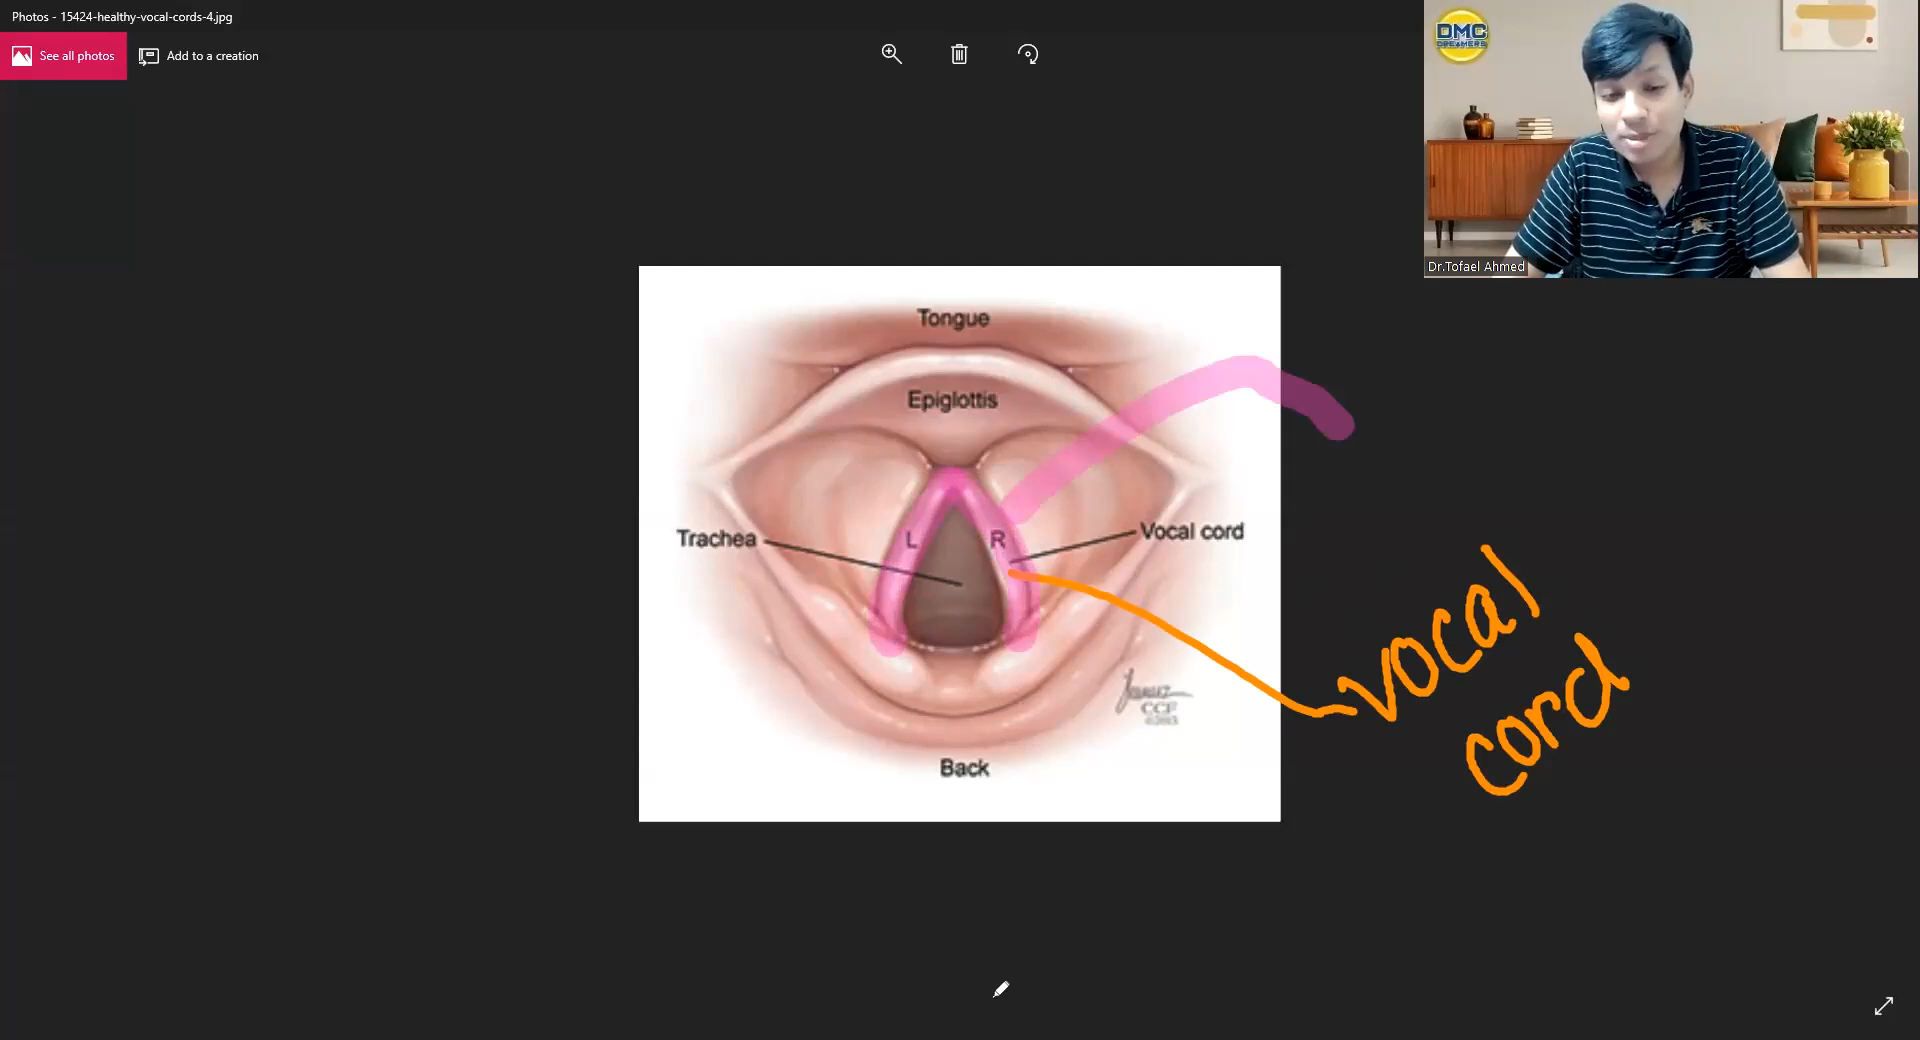 Photos - 15424-healthy-vocal-cords-4.jpg
See all photos
Add to a creation
DMC
DREAMERS
Dr.Tofael Ahmed
Tongue
Epiglottis
Trachea
L
R
Vocal cord
vocal
cord
CCF
©2013
Back